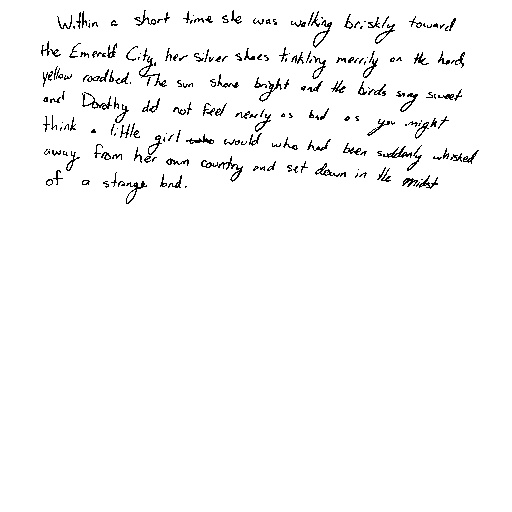 Within a short time she was walking briskly toward
the Emerald City, her silver shoes tinkling merrily on the hard,
yellow roadbed. The sun shone bright and the birds sang sweet
and Dorothy did not feel nearly as bad as you might
think a little girl who would who had been suddenly whisked
away from her own country and set down in the midst
of a strange land.